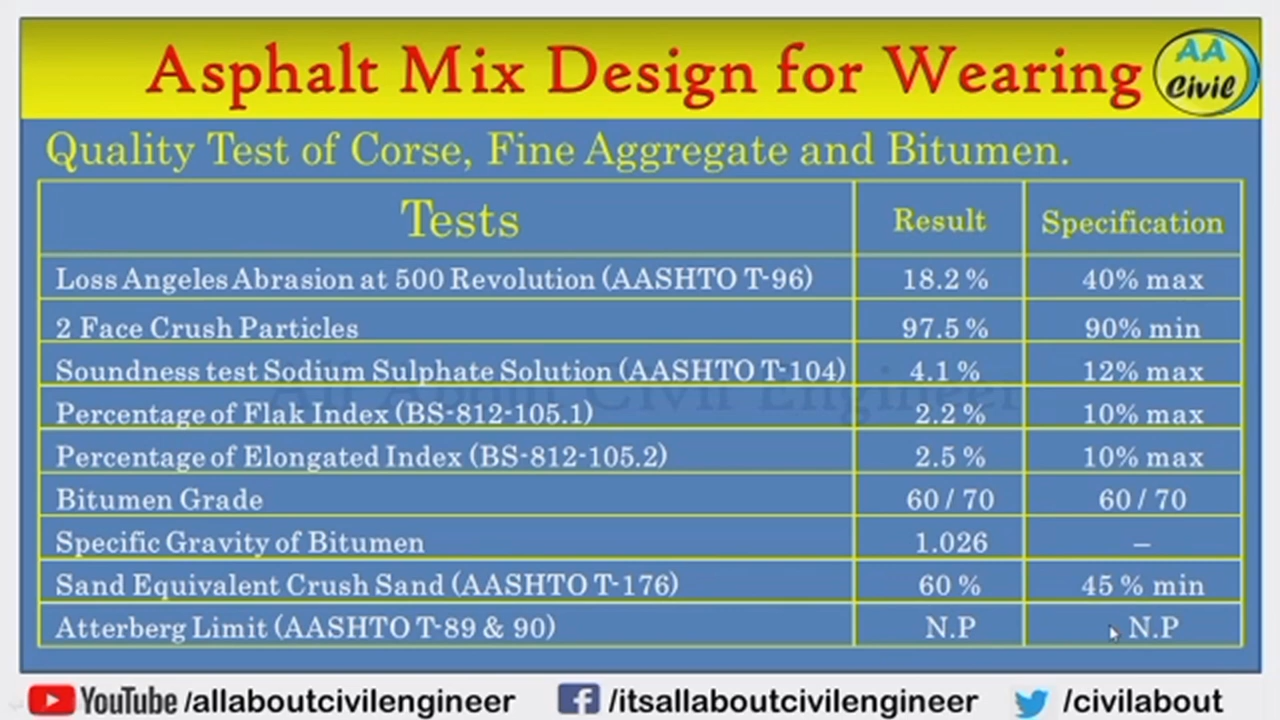 Asphalt Mix Design for Wearing
AA
Civil
Quality Test of Corse, Fine Aggregate and Bitumen.
Tests Result Specification
Loss Angeles Abrasion at 500 Revolution (AASHTO T-96) 18.2 % 40% max
2 Face Crush Particles 97.5 % 90% min
Soundness test Sodium Sulphate Solution (AASHTO T-104) 4.1 % 12% max
All About Civil Engineer
Percentage of Flak Index (BS-812-105.1) 2.2 % 10% max
Percentage of Elongated Index (BS-812-105.2) 2.5 % 10% max
Bitumen Grade 60 / 70 60 / 70
Specific Gravity of Bitumen 1.026 –
Sand Equivalent Crush Sand (AASHTO T-176) 60 % 45 % min
Atterberg Limit (AASHTO T-89 & 90) N.P N.P
YouTube /allaboutcivilengineer /itsallaboutcivilengineer /civilabout